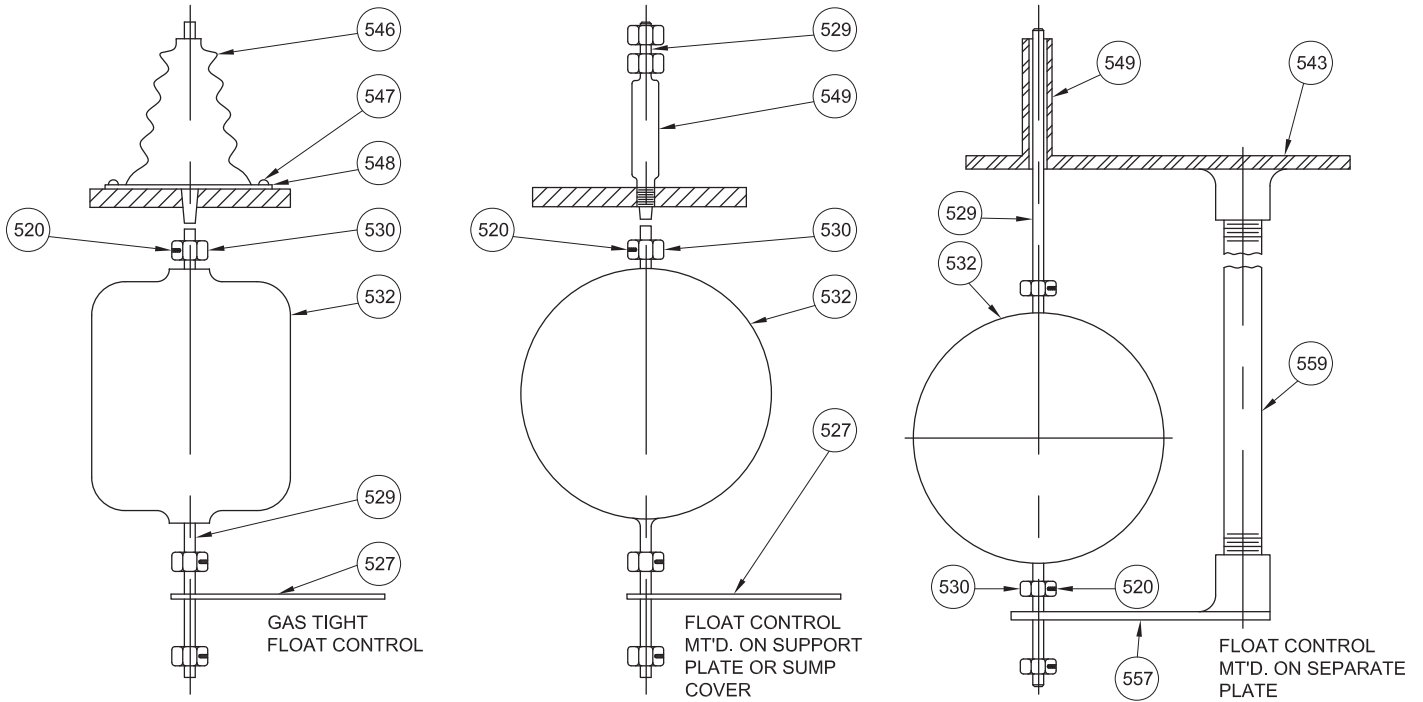 546
547
548
520
530
532
529
527
GAS TIGHT
FLOAT CONTROL
529
549
520
530
532
527
FLOAT CONTROL
MT'D. ON SUPPORT
PLATE OR SUMP
COVER
549
543
529
532
559
530
520
557
FLOAT CONTROL
MT'D. ON SEPARATE
PLATE